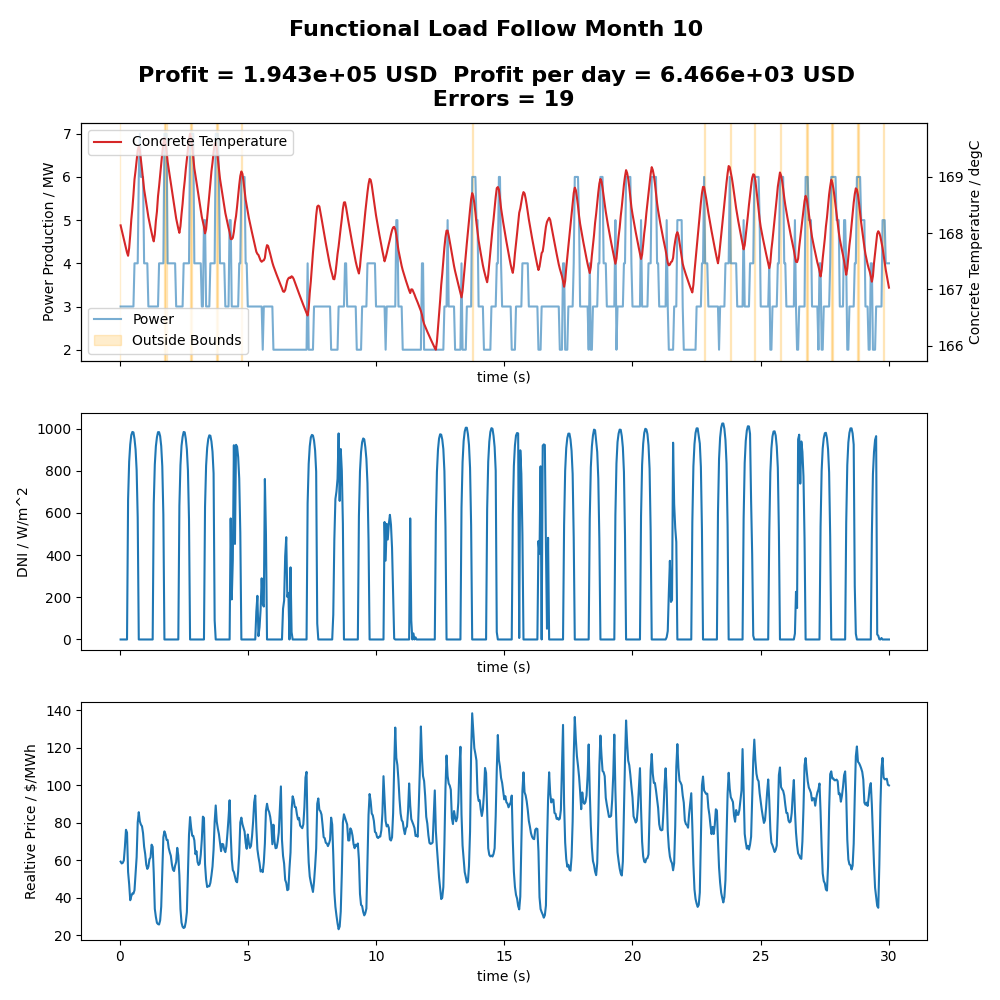 Functional Load Follow Month 10
Profit = 1.943e+05 USD  Profit per day = 6.466e+03 USD
Errors = 19
Power Production / MW
7
6
5
4
3
2
Concrete Temperature
Power
Outside Bounds
169
168
167
166
Concrete Temperature / degC
time (s)
DNI / W/m^2
1000
800
600
400
200
0
time (s)
Realtive Price / $/MWh
140
120
100
80
60
40
20
0 5 10 15 20 25 30
time (s)